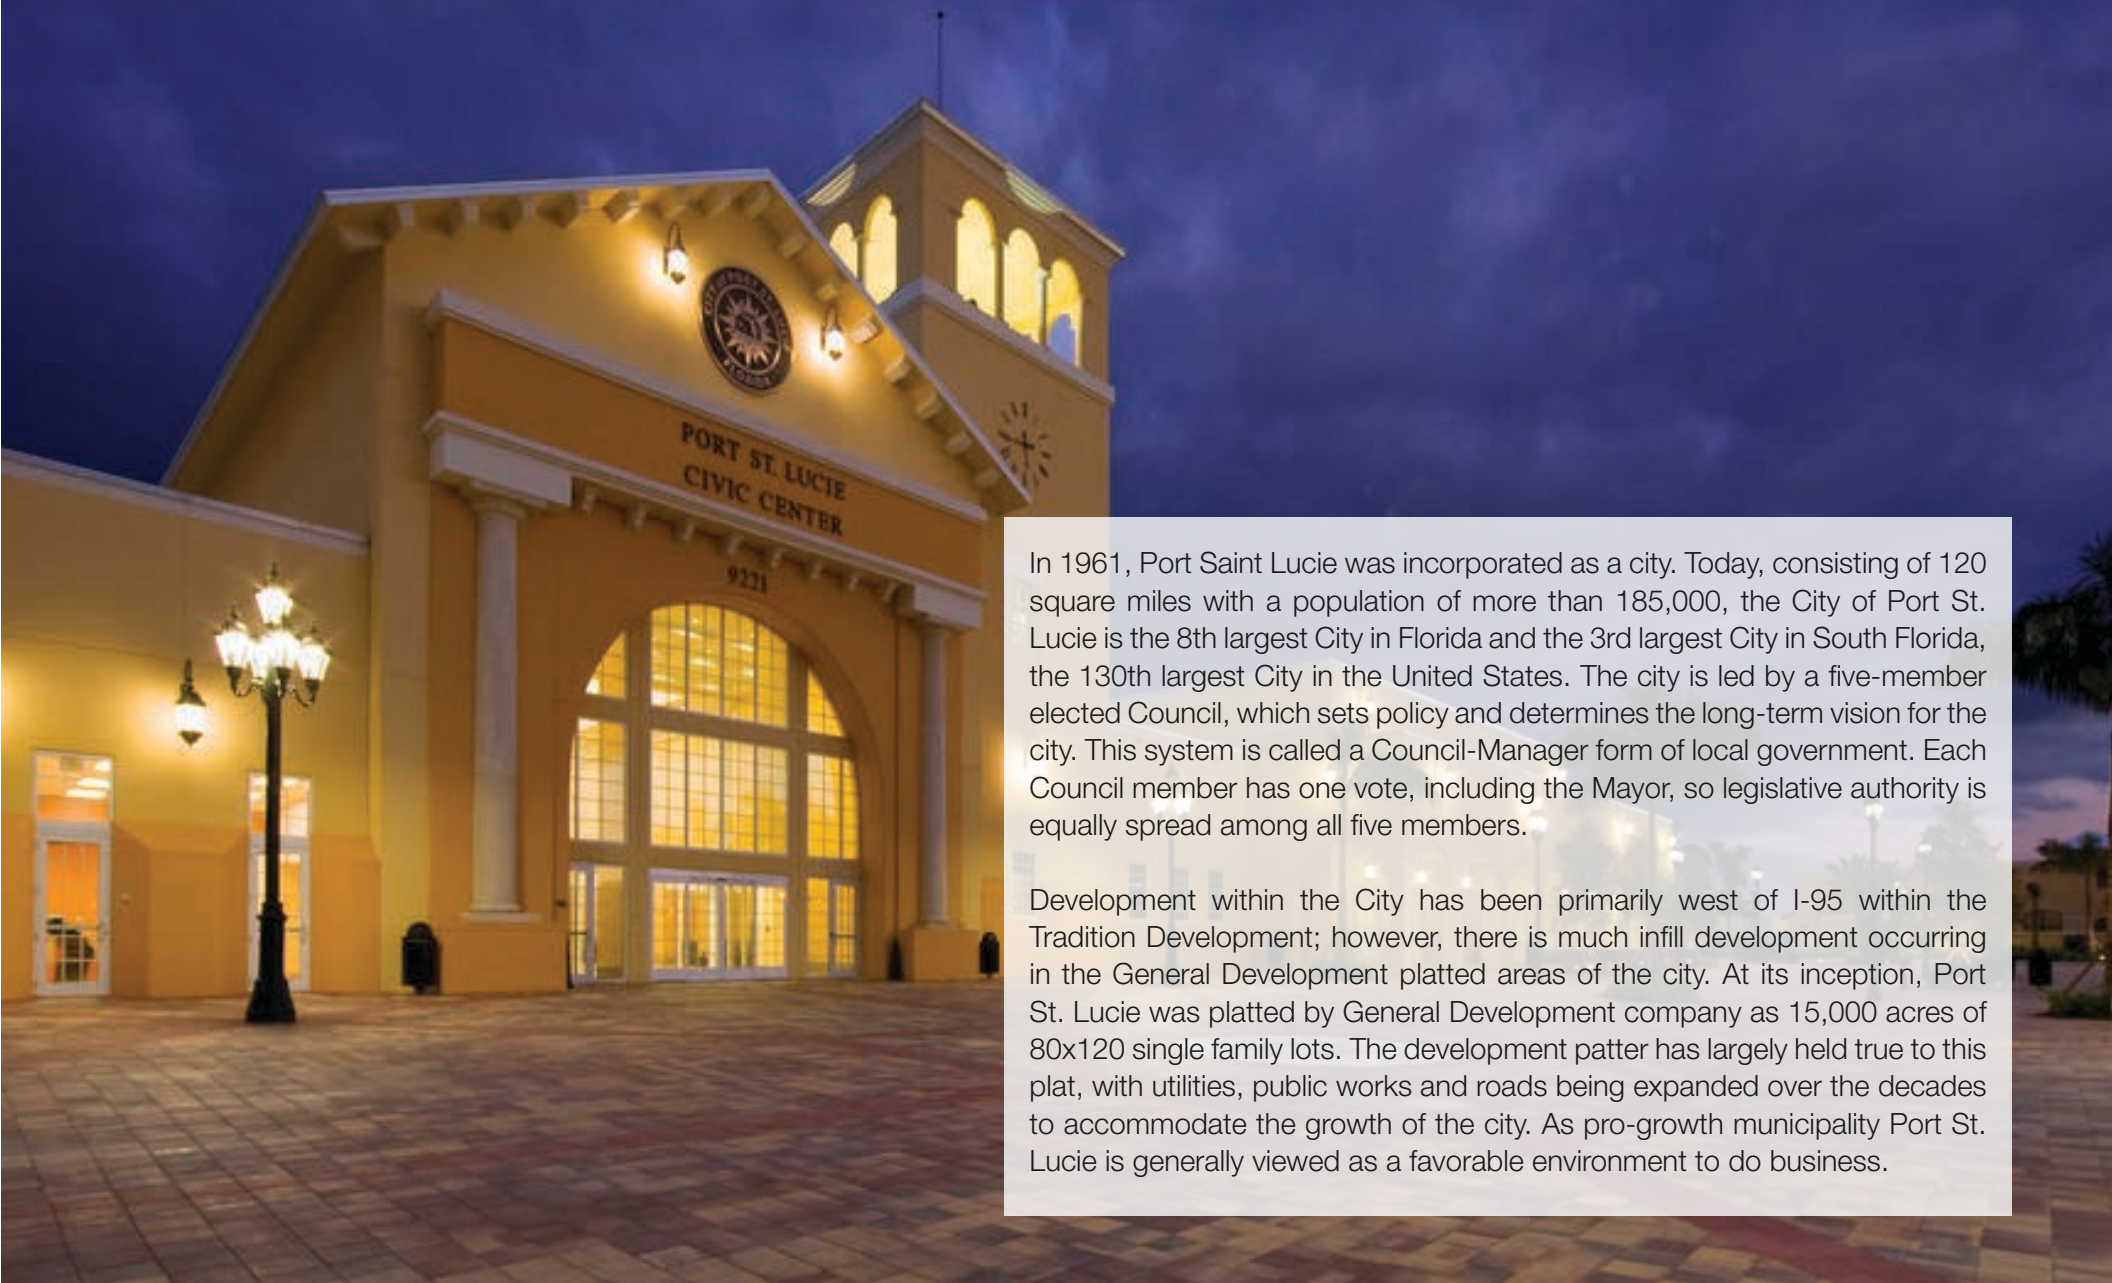 PORT ST. LUCIE
CIVIC CENTER
9221
FLORIDA
In 1961, Port Saint Lucie was incorporated as a city. Today, consisting of 120
square miles with a population of more than 185,000, the City of Port St.
Lucie is the 8th largest City in Florida and the 3rd largest City in South Florida,
the 130th largest City in the United States. The city is led by a five-member
elected Council, which sets policy and determines the long-term vision for the
city. This system is called a Council-Manager form of local government. Each
Council member has one vote, including the Mayor, so legislative authority is
equally spread among all five members.
Development within the City has been primarily west of I-95 within the
Tradition Development; however, there is much infill development occurring
in the General Development platted areas of the city. At its inception, Port
St. Lucie was platted by General Development company as 15,000 acres of
80x120 single family lots. The development patter has largely held true to this
plat, with utilities, public works and roads being expanded over the decades
to accommodate the growth of the city. As pro-growth municipality Port St.
Lucie is generally viewed as a favorable environment to do business.